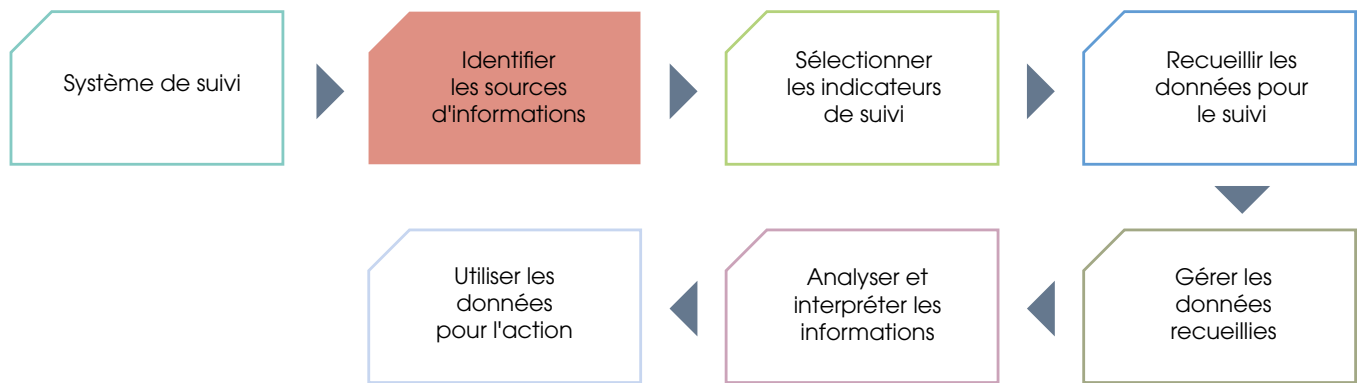 Système de suivi
Identifier
les sources
d'informations
Sélectionner
les indicateurs
de suivi
Recueillir les
données pour
le suivi
Gérer les
données
recueillies
Analyser et
interpréter les
informations
Utiliser les
données
pour l'action